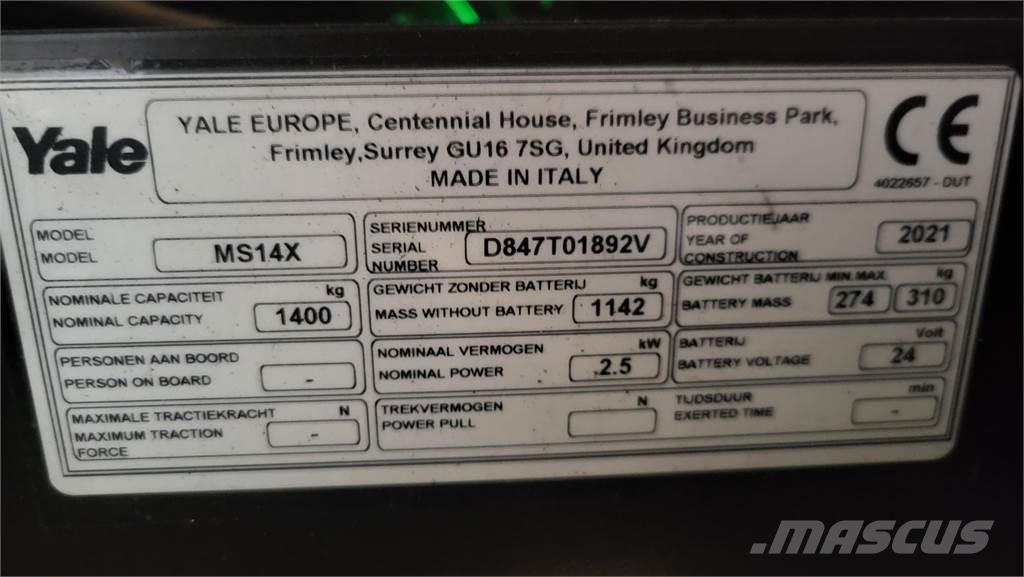 Yale
YALE EUROPE, Centennial House, Frimley Business Park,
Frimley,Surrey GU16 7SG, United Kingdom
MADE IN ITALY
CE
4022657 - DUT
MODEL
MODEL
MS14X
SERIENUMMER
SERIAL
NUMBER
D847T01892V
PRODUCTIEJAAR
YEAR OF
CONSTRUCTION
2021
NOMINALE CAPACITEIT kg
NOMINAL CAPACITY 1400
GEWICHT ZONDER BATTERIJ kg
MASS WITHOUT BATTERY 1142
GEWICHT BATTERIJ MIN MAX kg
BATTERY MASS 274 310
PERSONEN AAN BOORD
PERSON ON BOARD -
NOMINAAL VERMOGEN kW
NOMINAL POWER 2.5
BATTERIJ Volt
BATTERY VOLTAGE 24
MAXIMALE TRACTIEKRACHT N
MAXIMUM TRACTION
FORCE
-
TREKVERMOGEN N
POWER PULL
TIJDSDUUR min
EXERTED TIME -
.MASCUS